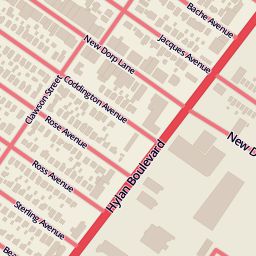 Bache Avenue
Jacques Avenue
New Dorp Lane
Coddington Avenue
Clawson Street
Rose Avenue
New D
Ross Avenue
Hylan Boulevard
Sterling Avenue
Bea